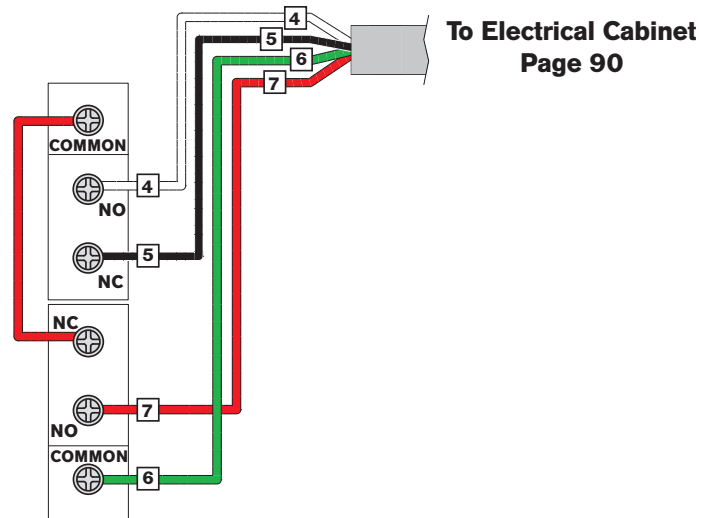 4
To Electrical Cabinet
Page 90
5
6
7
COMMON
4
NO
5
NC
NC
7
NO
COMMON
6